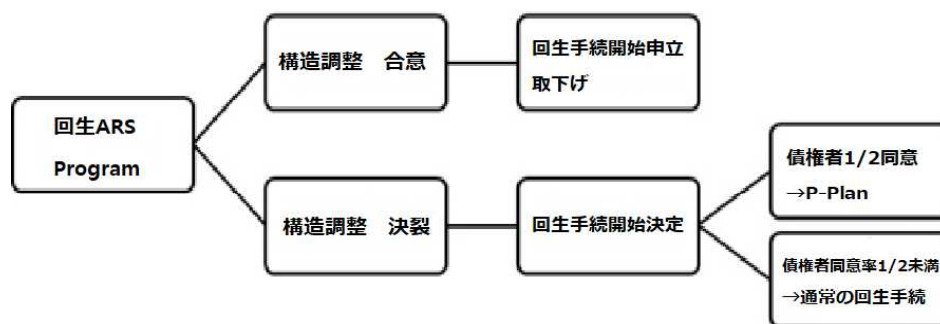 回生ARS
Program
構造調整　合意
回生手続開始申立
取下げ
構造調整　決裂
回生手続開始決定
債権者1/2同意
→P-Plan
債権者同意率1/2未満
→通常の回生手続